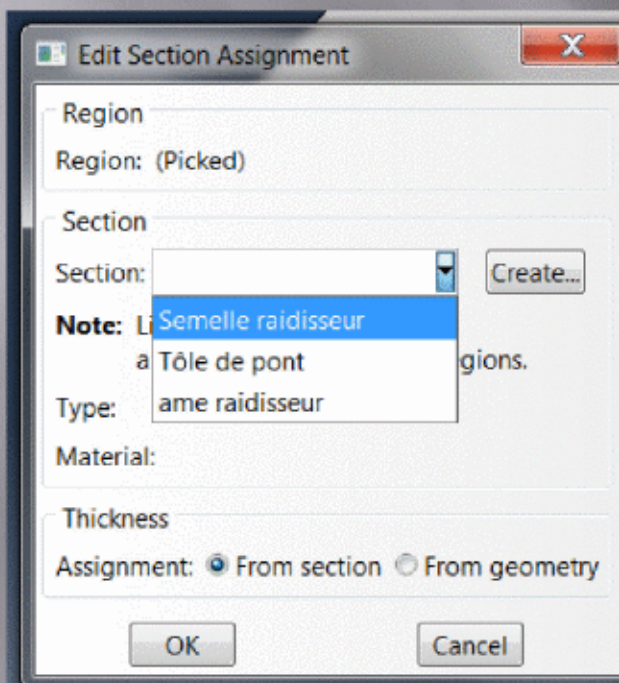 Edit Section Assignment
Region
Region: (Picked)
Section
Section:
Create...
Semelle raidisseur
Tôle de pont
ame raidisseur
Note:
gions.
Type:
Material:
Thickness
Assignment: From section From geometry
OK Cancel